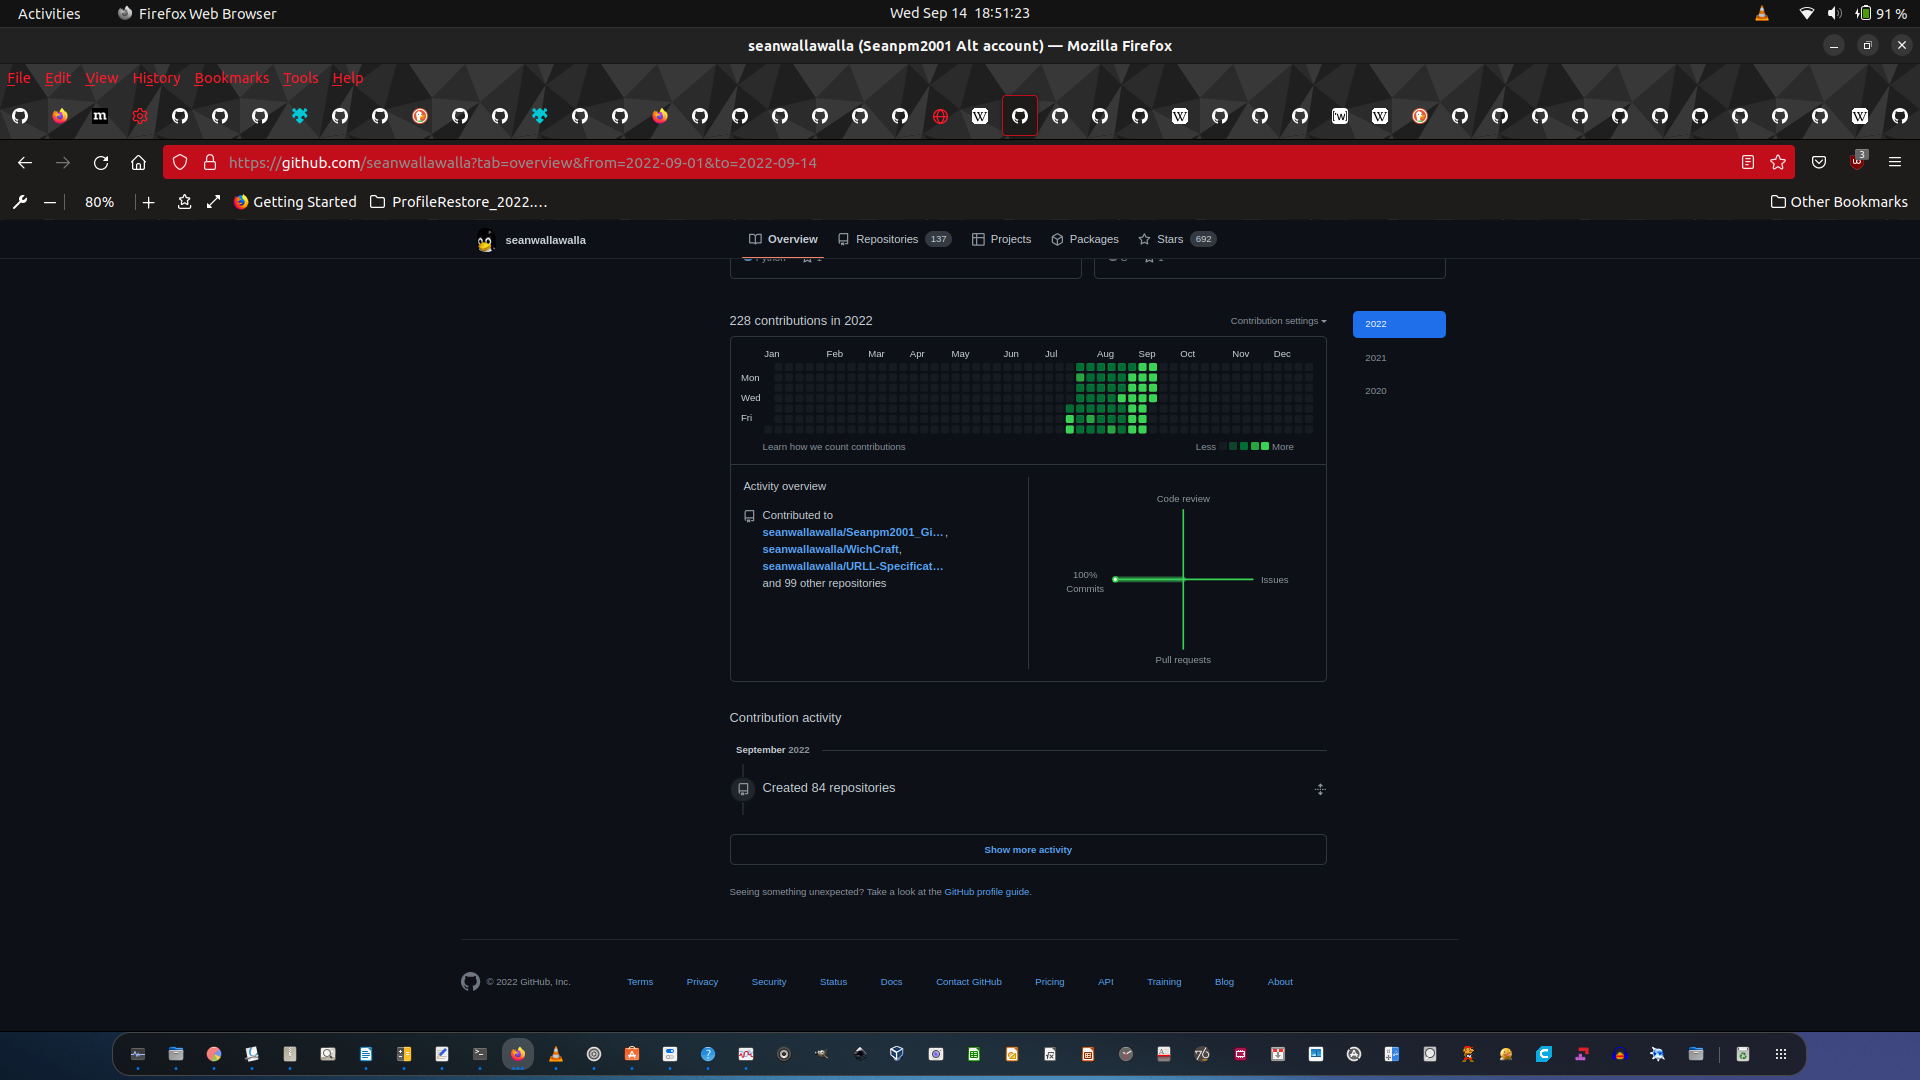 Activities Firefox Web Browser Wed Sep 14 18:51:23 91 %
seanwallawalla (Seanpm2001 Alt account) — Mozilla Firefox
File Edit View History Bookmarks Tools Help
https://github.com/seanwallawalla?tab=overview&from=2022-09-01&to=2022-09-14
3
80% Getting Started ProfileRestore_2022.… Other Bookmarks
seanwallawalla Overview Repositories 137 Projects Packages Stars 692
228 contributions in 2022 Contribution settings
2022
2021
2020
Jan Feb Mar Apr May Jun Jul Aug Sep Oct Nov Dec
Mon
Wed
Fri
Learn how we count contributions Less More
Activity overview
Contributed to
seanwallawalla/Seanpm2001_Gi… ,
seanwallawalla/WichCraft,
seanwallawalla/URLL-Specificat…
and 99 other repositories
Code review
100%
Commits
Issues
Pull requests
Contribution activity
September 2022
Created 84 repositories
Show more activity
Seeing something unexpected? Take a look at the GitHub profile guide.
© 2022 GitHub, Inc. Terms Privacy Security Status Docs Contact GitHub Pricing API Training Blog About